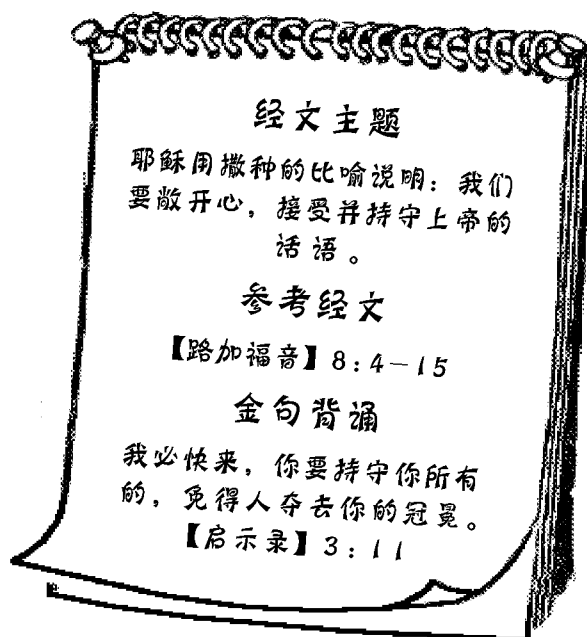 经文主题
耶稣用撒种的比喻说明：我们
要敞开心，接受并持守上帝的
话语。
参考经文
【路加福音】8：4－15
金句背诵
我必快来，你要持守你所有
的，免得人夺去你的冠冕。
【启示录】3：11